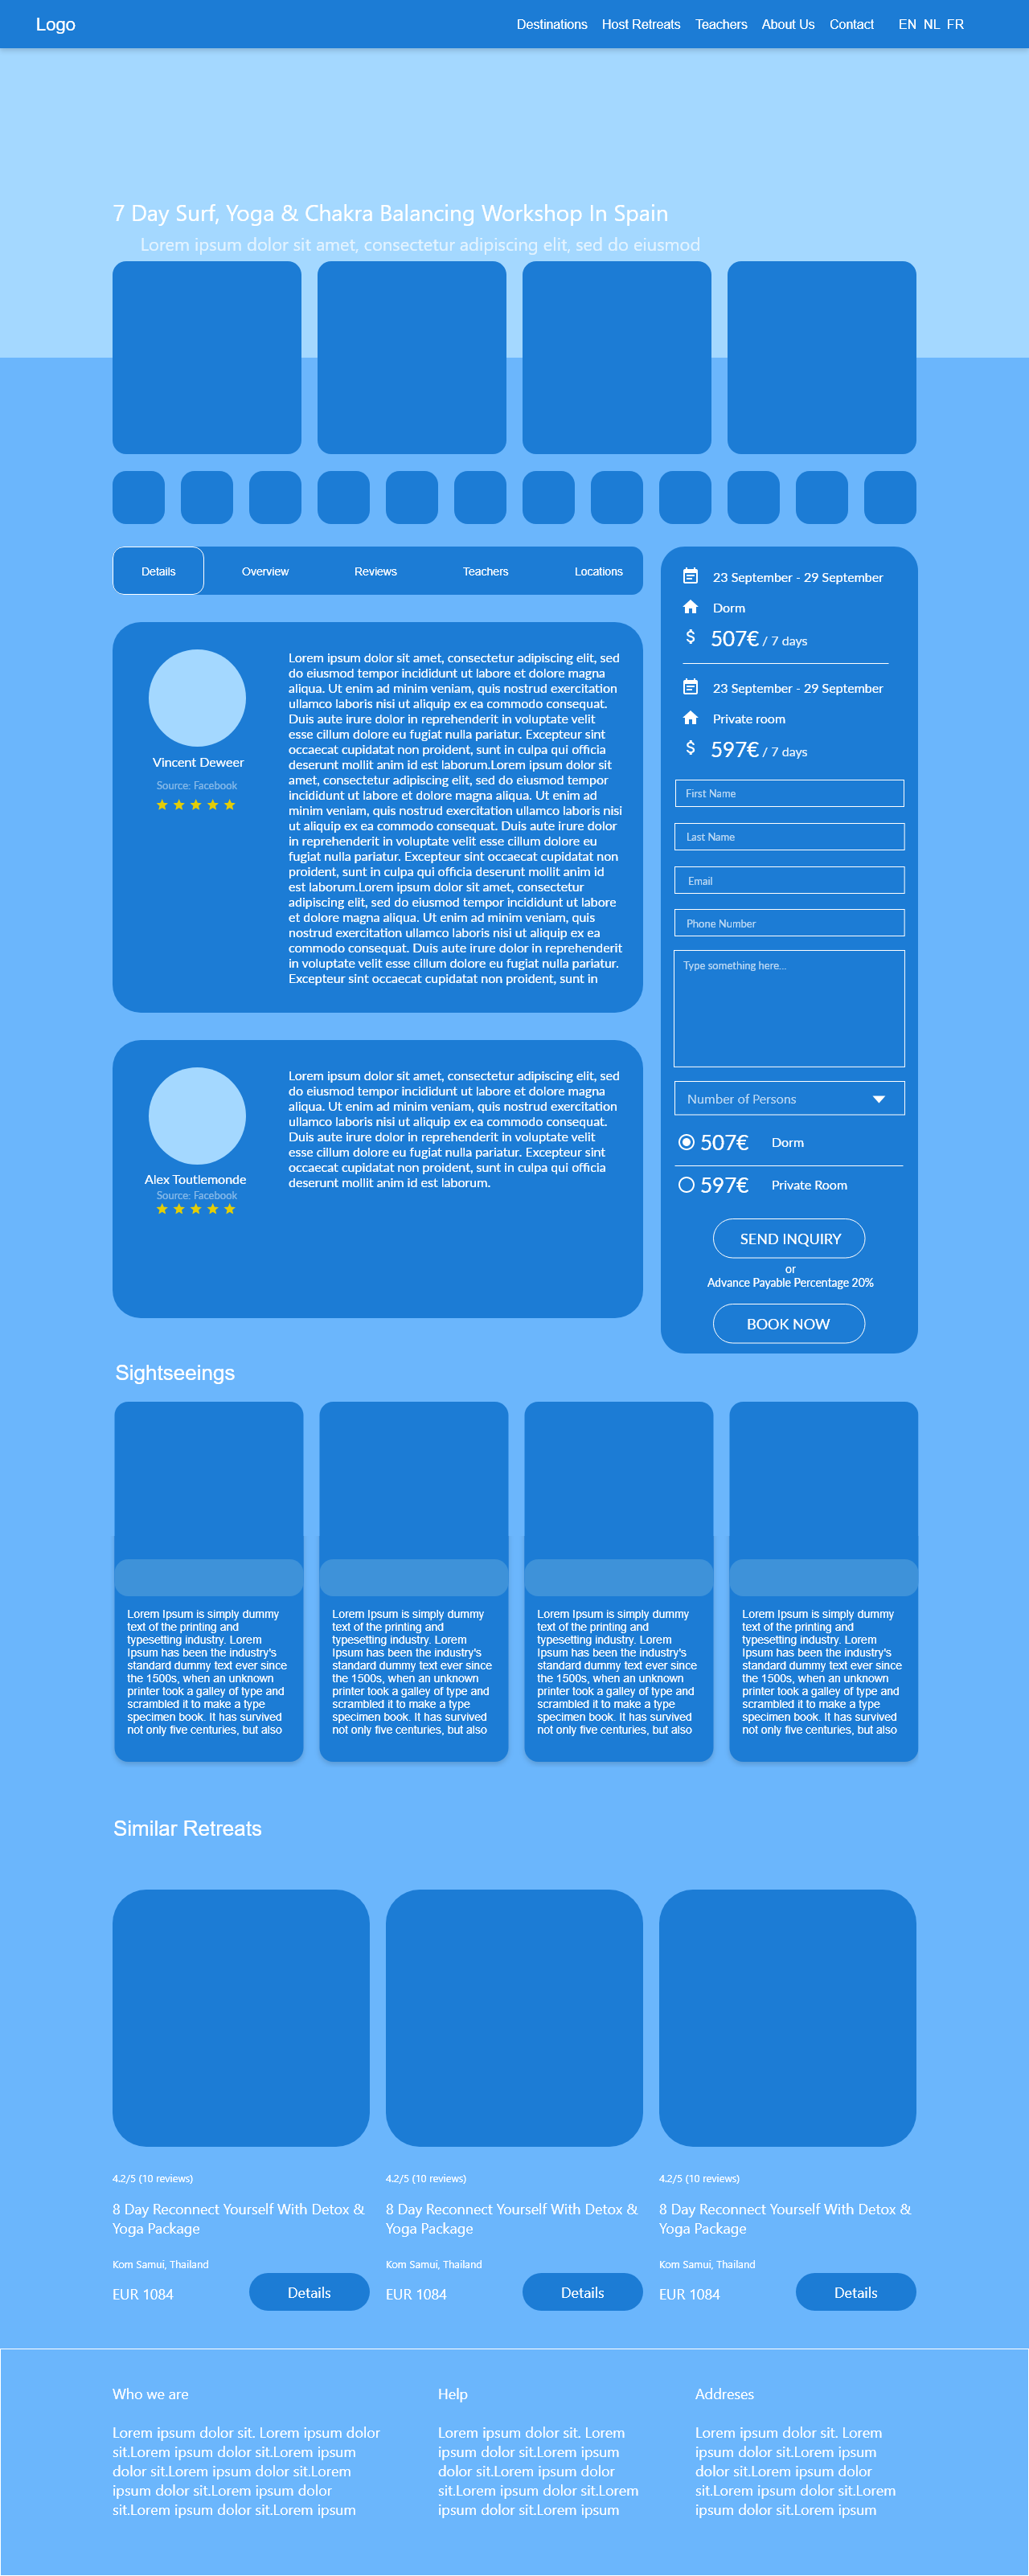 Logo
Destinations Host Retreats Teachers About Us Contact EN NL FR
7 Day Surf, Yoga & Chakra Balancing Workshop In Spain
Lorem ipsum dolor sit amet, consectetur adipiscing elit, sed do eiusmod
Details Overview Reviews Teachers Locations
Vincent Deweer
Source: Facebook
Lorem ipsum dolor sit amet, consectetur adipiscing elit, sed
do eiusmod tempor incididunt ut labore et dolore magna
aliqua. Ut enim ad minim veniam, quis nostrud exercitation
ullamco laboris nisi ut aliquip ex ea commodo consequat.
Duis aute irure dolor in reprehenderit in voluptate velit
esse cillum dolore eu fugiat nulla pariatur. Excepteur sint
occaecat cupidatat non proident, sunt in culpa qui officia
deserunt mollit anim id est laborum.Lorem ipsum dolor sit
amet, consectetur adipiscing elit, sed do eiusmod tempor
incididunt ut labore et dolore magna aliqua. Ut enim ad
minim veniam, quis nostrud exercitation ullamco laboris nisi
ut aliquip ex ea commodo consequat. Duis aute irure dolor
in reprehenderit in voluptate velit esse cillum dolore eu
fugiat nulla pariatur. Excepteur sint occaecat cupidatat non
proident, sunt in culpa qui officia deserunt mollit anim id
est laborum.Lorem ipsum dolor sit amet, consectetur
adipiscing elit, sed do eiusmod tempor incididunt ut labore
et dolore magna aliqua. Ut enim ad minim veniam, quis
nostrud exercitation ullamco laboris nisi ut aliquip ex ea
commodo consequat. Duis aute irure dolor in reprehenderit
in voluptate velit esse cillum dolore eu fugiat nulla pariatur.
Excepteur sint occaecat cupidatat non proident, sunt in
Alex Toutlemonde
Source: Facebook
Lorem ipsum dolor sit amet, consectetur adipiscing elit, sed
do eiusmod tempor incididunt ut labore et dolore magna
aliqua. Ut enim ad minim veniam, quis nostrud exercitation
ullamco laboris nisi ut aliquip ex ea commodo consequat.
Duis aute irure dolor in reprehenderit in voluptate velit
esse cillum dolore eu fugiat nulla pariatur. Excepteur sint
occaecat cupidatat non proident, sunt in culpa qui officia
deserunt mollit anim id est laborum.
23 September - 29 September
Dorm
$ 507€ / 7 days
23 September - 29 September
Private room
$ 597€ / 7 days
First Name
Last Name
Email
Phone Number
Type something here...
Number of Persons
507€ Dorm
597€ Private Room
SEND INQUIRY
or
Advance Payable Percentage 20%
BOOK NOW
Sightseeings
Lorem Ipsum is simply dummy
text of the printing and
typesetting industry. Lorem
Ipsum has been the industry's
standard dummy text ever since
the 1500s, when an unknown
printer took a galley of type and
scrambled it to make a type
specimen book. It has survived
not only five centuries, but also
Lorem Ipsum is simply dummy
text of the printing and
typesetting industry. Lorem
Ipsum has been the industry's
standard dummy text ever since
the 1500s, when an unknown
printer took a galley of type and
scrambled it to make a type
specimen book. It has survived
not only five centuries, but also
Lorem Ipsum is simply dummy
text of the printing and
typesetting industry. Lorem
Ipsum has been the industry's
standard dummy text ever since
the 1500s, when an unknown
printer took a galley of type and
scrambled it to make a type
specimen book. It has survived
not only five centuries, but also
Lorem Ipsum is simply dummy
text of the printing and
typesetting industry. Lorem
Ipsum has been the industry's
standard dummy text ever since
the 1500s, when an unknown
printer took a galley of type and
scrambled it to make a type
specimen book. It has survived
not only five centuries, but also
Similar Retreats
4.2/5 (10 reviews)
8 Day Reconnect Yourself With Detox &
Yoga Package
Kom Samui, Thailand
EUR 1084
Details
4.2/5 (10 reviews)
8 Day Reconnect Yourself With Detox &
Yoga Package
Kom Samui, Thailand
EUR 1084
Details
4.2/5 (10 reviews)
8 Day Reconnect Yourself With Detox &
Yoga Package
Kom Samui, Thailand
EUR 1084
Details
Who we are
Lorem ipsum dolor sit. Lorem ipsum dolor
sit.Lorem ipsum dolor sit.Lorem ipsum
dolor sit.Lorem ipsum dolor sit.Lorem
ipsum dolor sit.Lorem ipsum dolor
sit.Lorem ipsum dolor sit.Lorem ipsum
Help
Lorem ipsum dolor sit. Lorem
ipsum dolor sit.Lorem ipsum
dolor sit.Lorem ipsum dolor
sit.Lorem ipsum dolor sit.Lorem
ipsum dolor sit.Lorem ipsum
Addreses
Lorem ipsum dolor sit. Lorem
ipsum dolor sit.Lorem ipsum
dolor sit.Lorem ipsum dolor
sit.Lorem ipsum dolor sit.Lorem
ipsum dolor sit.Lorem ipsum